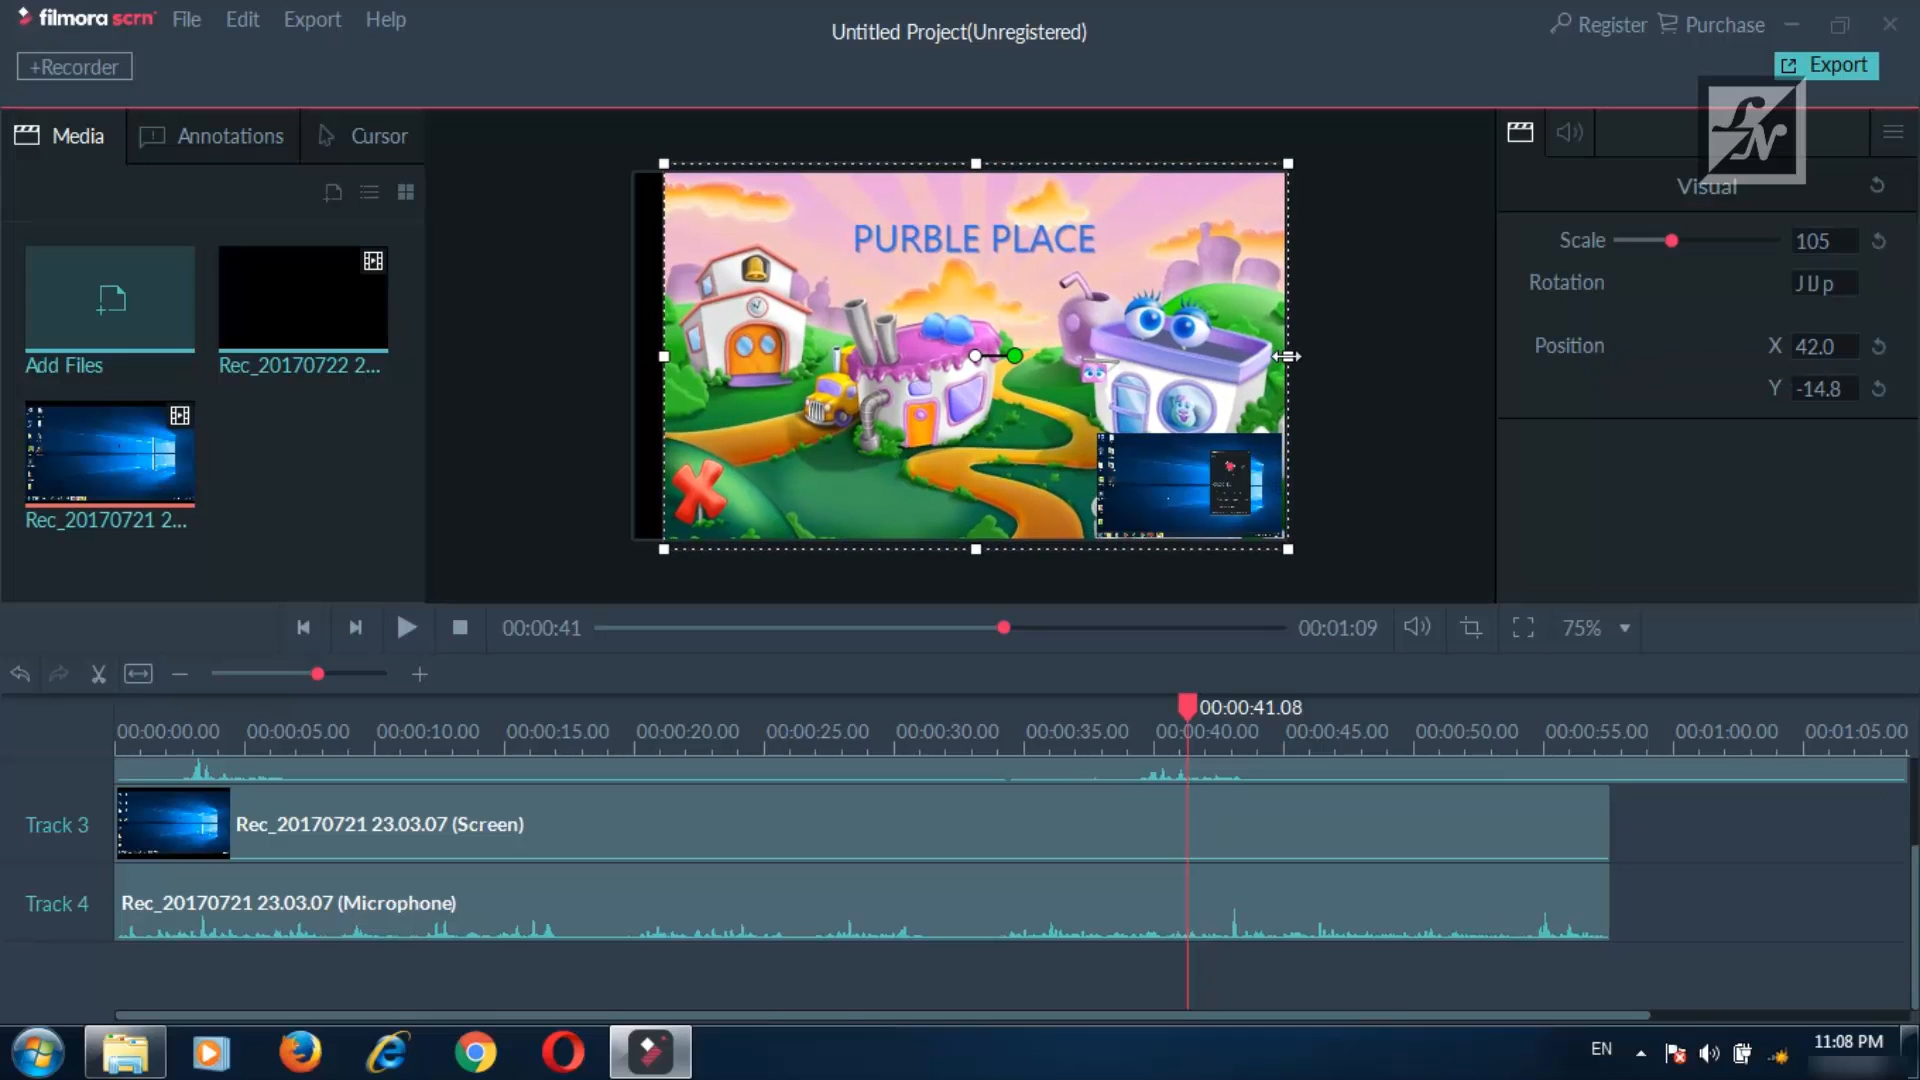 filmora scrn
File Edit Export Help
Untitled Project(Unregistered)
Register Purchase
+Recorder
Export
Media Annotations Cursor
Visual
Scale 105
Rotation
Position X 42.0
Y -14.8
Add Files
Rec_20170722 2...
Rec_20170721 2...
PURBLE PLACE
00:00:41 00:01:09 75%
00:00:41.08
00:00:00.00 00:00:05.00 00:00:10.00 00:00:15.00 00:00:20.00 00:00:25.00 00:00:30.00 00:00:35.00 00:00:40.00 00:00:45.00 00:00:50.00 00:00:55.00 00:01:00.00 00:01:05.00
Track 3 Rec_20170721 23.03.07 (Screen)
Track 4 Rec_20170721 23.03.07 (Microphone)
EN 11:08 PM